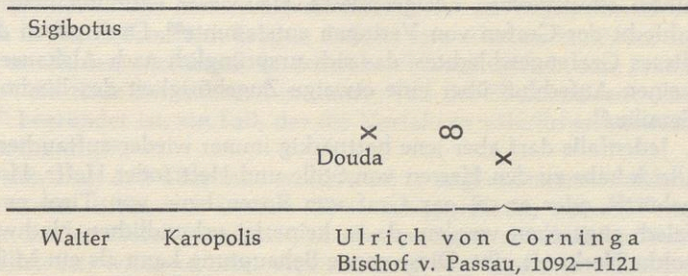 Sigibotus
x ∞
Douda x
Walter Karopolis Ulrich von Corninga
Bischof v. Passau, 1092—1121